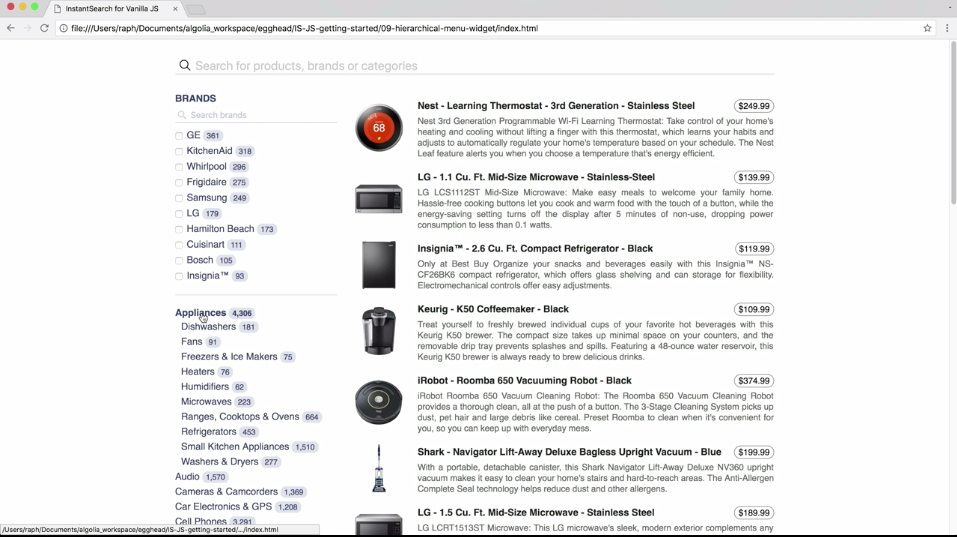 InstantSearch for Vanilla JS
file:///Users/raph/Documents/algolia_workspace/egghead/IS-JS-getting-started/09-hierarchical-menu-widget/index.html
Search for products, brands or categories
BRANDS
Search brands
GE 361
KitchenAid 318
Whirlpool 296
Frigidaire 275
Samsung 249
LG 179
Hamilton Beach 173
Cuisinart 111
Bosch 105
Insignia™ 93
Appliances 4,306
Dishwashers 181
Fans 91
Freezers & Ice Makers 75
Heaters 76
Humidifiers 62
Microwaves 223
Ranges, Cooktops & Ovens 664
Refrigerators 453
Small Kitchen Appliances 1,510
Washers & Dryers 277
Audio 1,570
Cameras & Camcorders 1,369
Car Electronics & GPS 1,208
Cell Phones 3,291
Nest - Learning Thermostat - 3rd Generation - Stainless Steel $249.99
Nest 3rd Generation Programmable Wi-Fi Learning Thermostat: Take control of your home's
heating and cooling without lifting a finger with this thermostat, which learns your habits and
adjusts to automatically regulate your home's temperature based on your schedule. The Nest
Leaf feature alerts you when you choose a temperature that's energy efficient.
68
LG - 1.1 Cu. Ft. Mid-Size Microwave - Stainless-Steel $139.99
LG LCS1112ST Mid-Size Microwave: Make easy meals to welcome your family home.
Hassle-free cooking buttons let you cook and warm food with the touch of a button, while the
energy-saving setting turns off the display after 5 minutes of non-use, dropping power
consumption to less than 0.1 watts.
Insignia™ - 2.6 Cu. Ft. Compact Refrigerator - Black $119.99
Only at Best Buy Organize your snacks and beverages easily with this Insignia™ NS-
CF26BK6 compact refrigerator, which offers glass shelving and can storage for flexibility.
Electromechanical controls offer easy adjustments.
Keurig - K50 Coffeemaker - Black $109.99
Treat yourself to freshly brewed individual cups of your favorite hot beverages with this
Keurig K50 brewer. The compact size takes up minimal space on your counters, and the
removable drip tray prevents splashes and spills. Featuring a 48-ounce water reservoir, this
Keurig K50 brewer is always ready to brew delicious drinks.
iRobot - Roomba 650 Vacuuming Robot - Black $374.99
iRobot Roomba 650 Vacuum Cleaning Robot: The Roomba 650 Vacuum Cleaning Robot
provides a thorough clean, all at the push of a button. The 3-Stage Cleaning System picks up
dust, pet hair and large debris like cereal. Preset Roomba to clean when it's convenient for
you, so you can keep up with everyday mess.
Shark - Navigator Lift-Away Deluxe Bagless Upright Vacuum - Blue $199.99
With a portable, detachable canister, this Shark Navigator Lift-Away Deluxe NV360 upright
vacuum makes it easy to clean your home's stairs and hard-to-reach areas. The Anti-Allergen
Complete Seal technology helps reduce dust and other allergens.
LG - 1.5 Cu. Ft. Mid-Size Microwave - Stainless Steel $189.99
LG LCRT1513ST Microwave: This LG microwave's sleek, modern exterior complements any
/Users/raph/Documents/algolia_workspace/egghead/IS-JS-getting-started/.../index.html